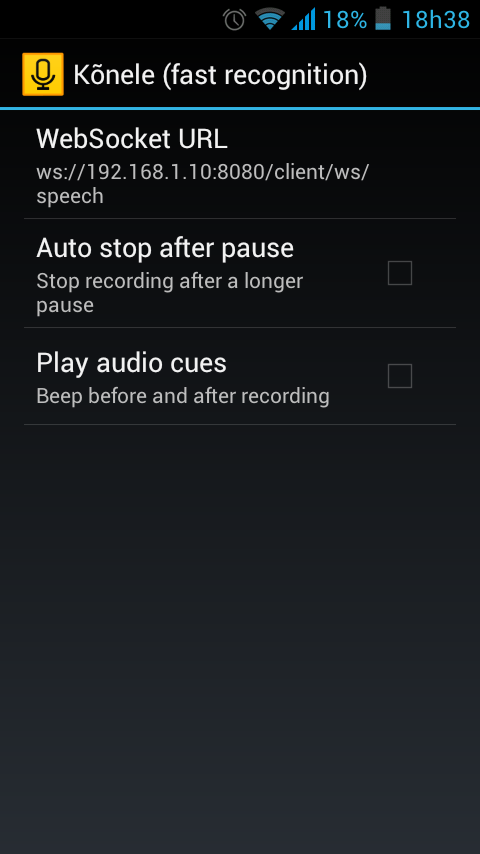 18% 18h38
Kõnele (fast recognition)
WebSocket URL
ws://192.168.1.10:8080/client/ws/
speech
Auto stop after pause
Stop recording after a longer
pause
Play audio cues
Beep before and after recording